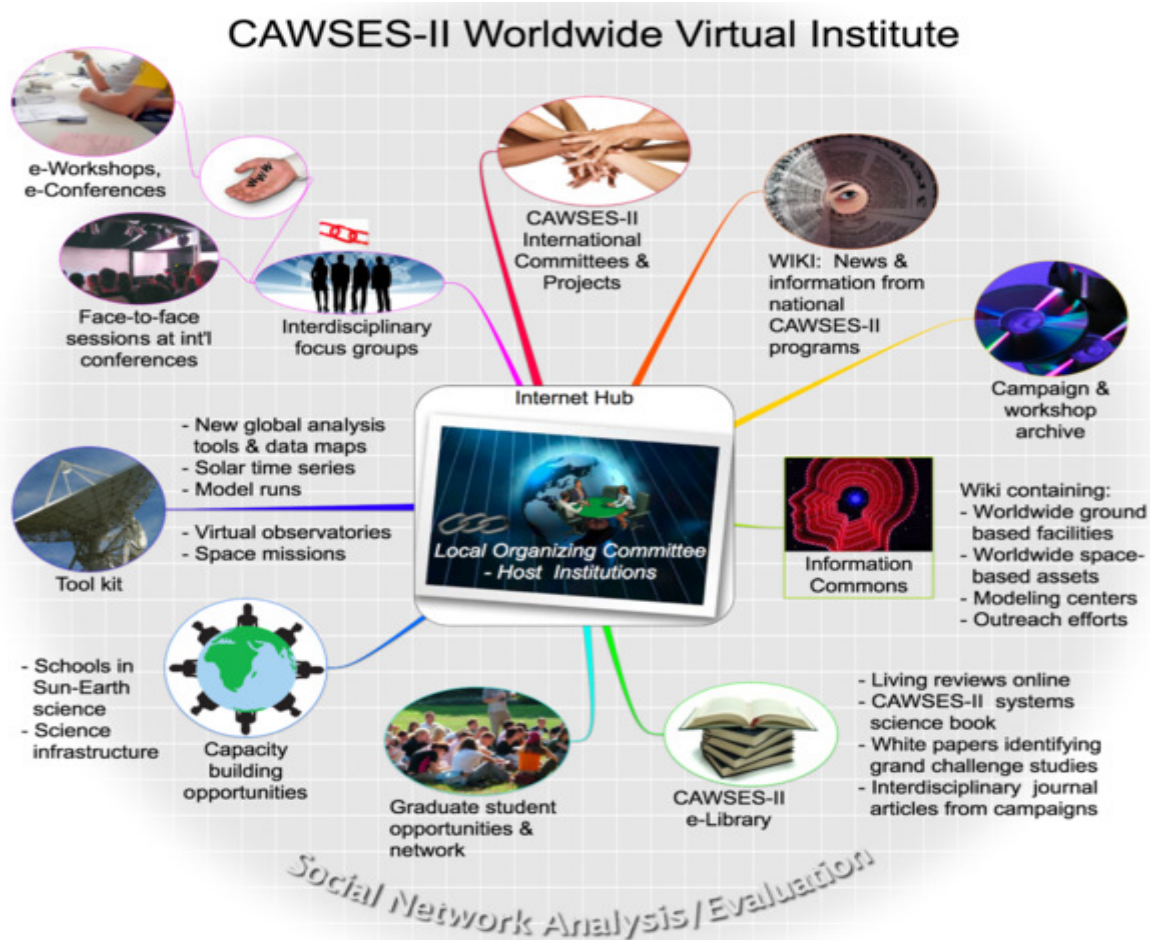 CAWSES-II Worldwide Virtual Institute
e-Workshops,
e-Conferences
www
Face-to-face
sessions at int'l
conferences
Interdisciplinary
focus groups
CAWSES-II
International
Committees &
Projects
WIKI: News &
information from
national
CAWSES-II
programs
Campaign &
workshop
archive
Internet Hub
Local Organizing Committee
- Host Institutions
- New global analysis
tools & data maps
- Solar time series
- Model runs
- Virtual observatories
- Space missions
Tool kit
Information
Commons
Wiki containing:
- Worldwide ground
based facilities
- Worldwide space-
based assets
- Modeling centers
- Outreach efforts
- Schools in
Sun-Earth
science
- Science
infrastructure
Capacity
building
opportunities
Graduate student
opportunities &
network
CAWSES-II
e-Library
- Living reviews online
- CAWSES-II systems
science book
- White papers identifying
grand challenge studies
- Interdisciplinary journal
articles from campaigns
Social Network Analysis/Evaluation